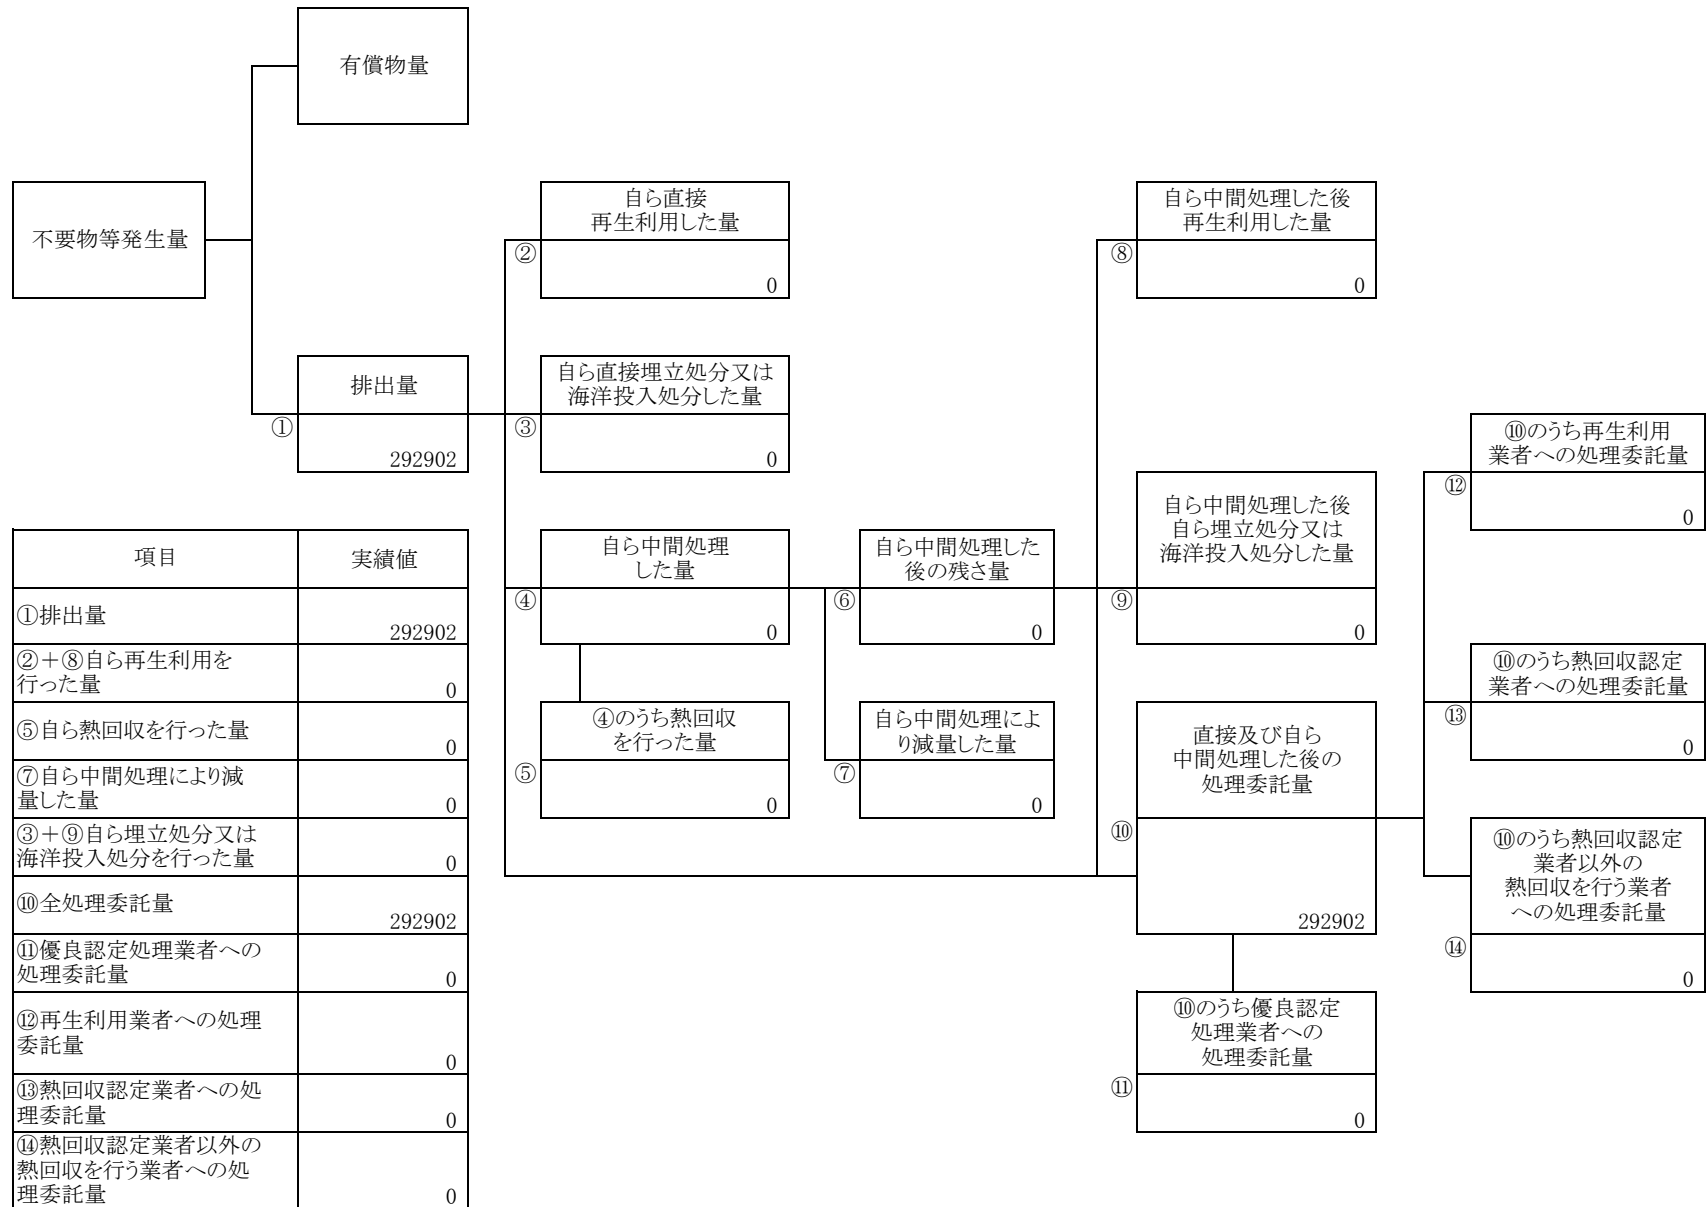 有償物量
不要物等発生量
自ら直接
再生利用した量
②
0
自ら中間処理した後
再生利用した量
⑧
0
排出量
①
292902
自ら直接埋立処分又は
海洋投入処分した量
③
0
⑩のうち再生利用
業者への処理委託量
⑫
0
自ら中間処理
した量
④
0
自ら中間処理した
後の残さ量
⑥
0
自ら中間処理した後
自ら埋立処分又は
海洋投入処分した量
⑨
0
⑩のうち熱回収認定
業者への処理委託量
⑬
0
④のうち熱回収
を行った量
⑤
0
自ら中間処理によ
り減量した量
⑦
0
直接及び自ら
中間処理した後の
処理委託量
⑩
292902
⑩のうち熱回収認定
業者以外の
熱回収を行う業者
への処理委託量
⑭
0
⑩のうち優良認定
処理業者への
処理委託量
⑪
0
項目 実績値
①排出量
292902
②+⑧自ら再生利用を
行った量
0
⑤自ら熱回収を行った量
0
⑦自ら中間処理により減
量した量
0
③+⑨自ら埋立処分又は
海洋投入処分を行った量
0
⑩全処理委託量
292902
⑪優良認定処理業者への
処理委託量
0
⑫再生利用業者への処理
委託量
0
⑬熱回収認定業者への処
理委託量
0
⑭熱回収認定業者以外の
熱回収を行う業者への処
理委託量
0